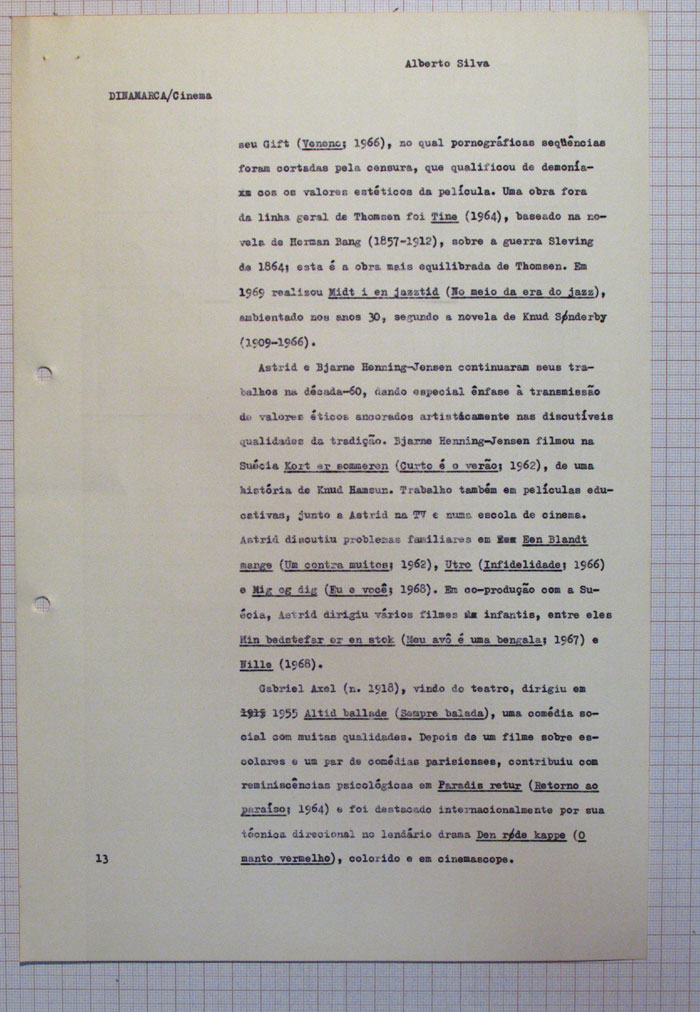 Alberto Silva
DINAMARCA/Cinema
seu Gift (Veneno; 1966), no qual pornográficas seqüências
foram cortadas pela censura, que qualificou de demonía-
xm cos os valores estéticos da película. Uma obra fora
da linha geral de Thomsen foi Tine (1964), baseado na no-
vela de Herman Bang (1857-1912), sobre a guerra Sleving
de 1864; esta é a obra mais equilibrada de Thomsen. Em
1969 realizou Midt i en jazztid (No meio da era do jazz),
ambientado nos anos 30, segundo a novela de Knud Sønderby
(1909-1966).
Astrid e Bjarne Henning-Jensen continuaram seus tra-
balhos na década-60, dando especial ênfase à transmissão
de valores éticos ancorados artisticamente nas discutíveis
qualidades da tradição. Bjarne Henning-Jensen filmou na
Suécia Kort er sommeren (Curto é o verão; 1962), de uma
história de Knud Hamsun. Trabalho também em películas edu-
cativas, junto a Astrid na TV e numa escola de cinema.
Astrid discutiu problemas familiares em Een Blandt
mange (Um contra muitos; 1962), Utro (Infidelidade; 1966)
e Mig og dig (Eu e você; 1968). Em co-produção com a Su-
écia, Astrid dirigiu vários filmes infantis, entre eles
Min bedstefar er en stok (Meu avô é uma bengala; 1967) e
Nille (1968).
Gabriel Axel (n. 1918), vindo do teatro, dirigiu em
1915 1955 Altid ballade (Sempre balada), uma comédia so-
cial com muitas qualidades. Depois de um filme sobre es-
colares e um par de comédias parisienses, contribuiu com
reminiscências psicológicas em Paradis retur (Retorno ao
paraíso; 1964) e foi destacado internacionalmente por sua
técnica direcional no lendário drama Den røde kappe (O
manto vermelho), colorido e em cinemascope.
13